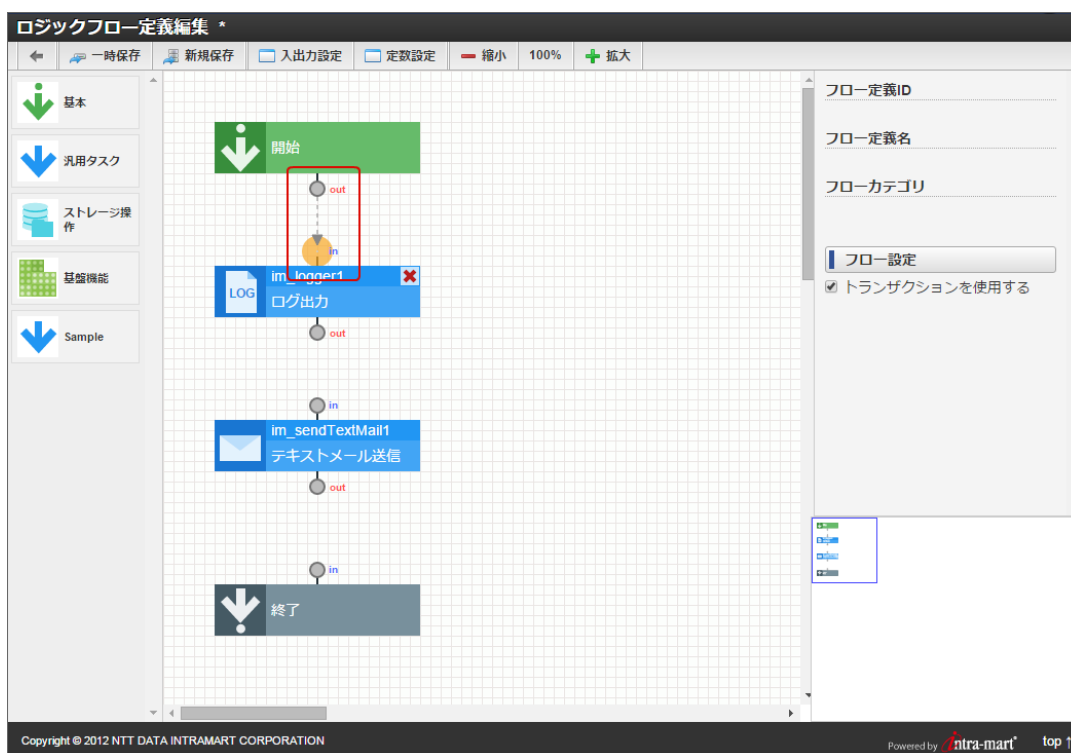 ロジックフロー定義編集 *
一時保存 新規保存 入出力設定 定数設定 縮小 100% 拡大
基本
汎用タスク
ストレージ操
作
基盤機能
Sample
開始
out
in
im_logger1
LOG
ログ出力
out
in
im_sendTextMail1
テキストメール送信
out
in
終了
フロー定義ID
フロー定義名
フローカテゴリ
フロー設定
トランザクションを使用する
Copyright © 2012 NTT DATA INTRAMART CORPORATION
Powered by intra-mart® top ↑